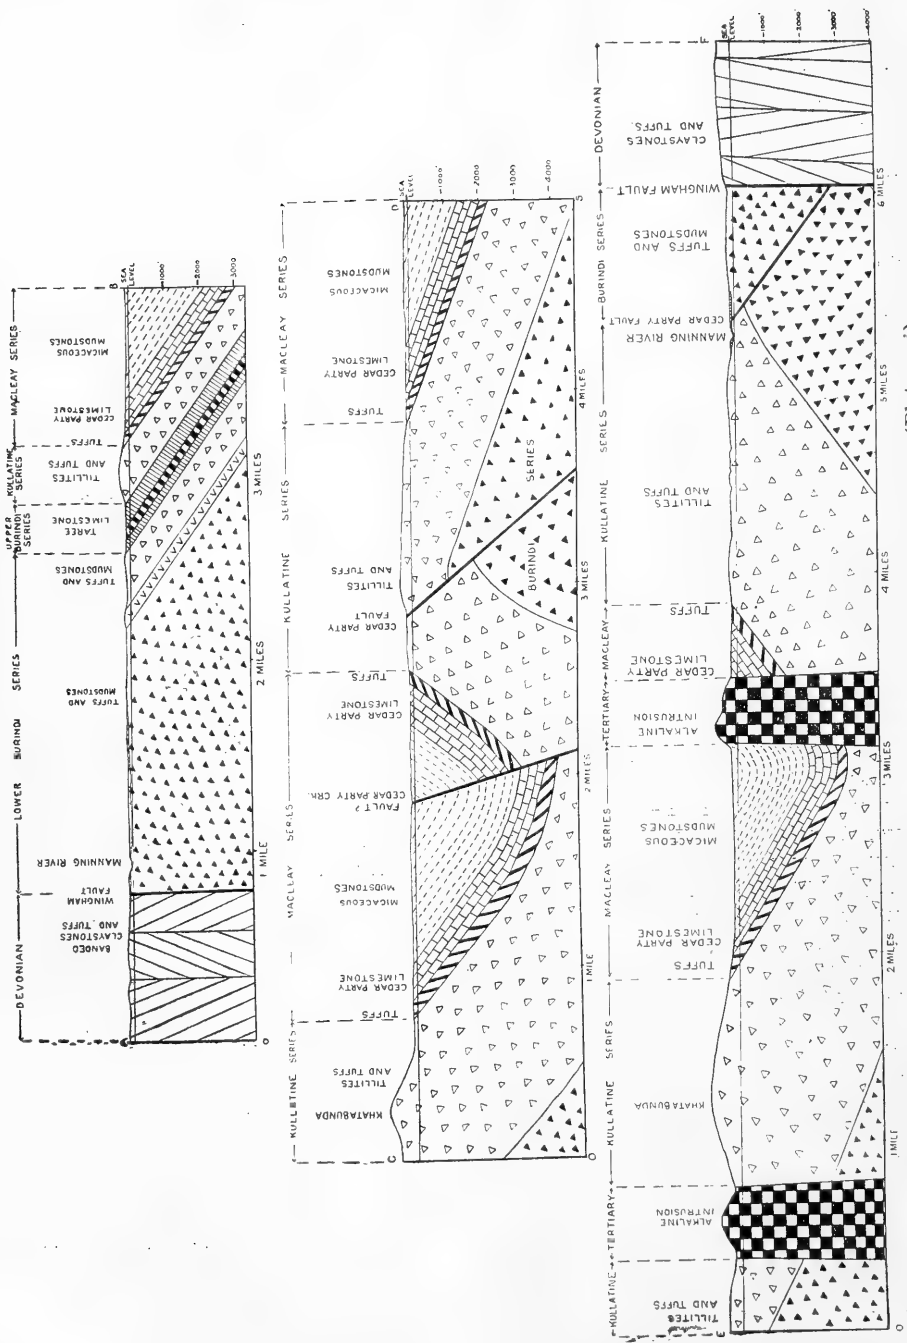 DEVONIAN
LOWER BURINDI SERIES
UPPER
BURINDI
SERIES
KULLATINE
SERIES
MACLEAY SERIES
BANDED
CLAYSTONES
AND TUFFS
WINGHAM
FAULT
MANNING RIVER
TUFFS AND
MUDSTONES
TUFFS AND
MUDSTONES
TAREE
LIMESTONE
TILLITES
AND TUFFS
TUFFS
CEDAR PARTY
LIMESTONE
MICACEOUS
MUDSTONES
B
SEA
LEVEL
-1000'
-2000
-3000
0
1 MILE
2 MILES
3 MILES
KULLETINE SERIES
MACLAY SERIES
KULLATINE SERIES
MACLEAY SERIES
C
KHATABUNDA
TILLITES
AND TUFFS
TUFFS
CEDAR PARTY
LIMESTONE
MICACEOUS
MUDSTONES
FAULT?
CEDAR PARTY CRK.
CEDAR PARTY
LIMESTONE
TUFFS
CEDAR PARTY
FAULT
TILLITES
AND TUFFS
BURINDI
SERIES
TUFFS
CEDAR PARTY
LIMESTONE
MICACEOUS
MUDSTONES
D
SEA
LEVEL
-1000'
-2000
-3000
-4000
0
1 MILE
2 MILES
3 MILES
4 MILES
5
KULLATINE
TERTIARY
KULLATINE SERIES
MACLEAY SERIES
TERTIARY
MACLEAY
KULLATINE SERIES
BURINDI SERIES
DEVONIAN
E
TILLITES
AND TUFFS
ALKALINE
INTRUSION
KHATABUNDA
TUFFS
CEDAR PARTY
LIMESTONE
MICACEOUS
MUDSTONES
ALKALINE
INTRUSION
CEDAR PARTY
LIMESTONE
TUFFS
TILLITES
AND TUFFS
MANNING RIVER
CEDAR PARTY FAULT
TUFFS AND
MUDSTONES
WINGHAM FAULT
CLAYSTONES
AND TUFFS.
F
SEA
LEVEL
-1000'
-2000'
-3000'
-4000'
0
1 MILE
2 MILES
3 MILES
4 MILES
5 MILES
6 MILES